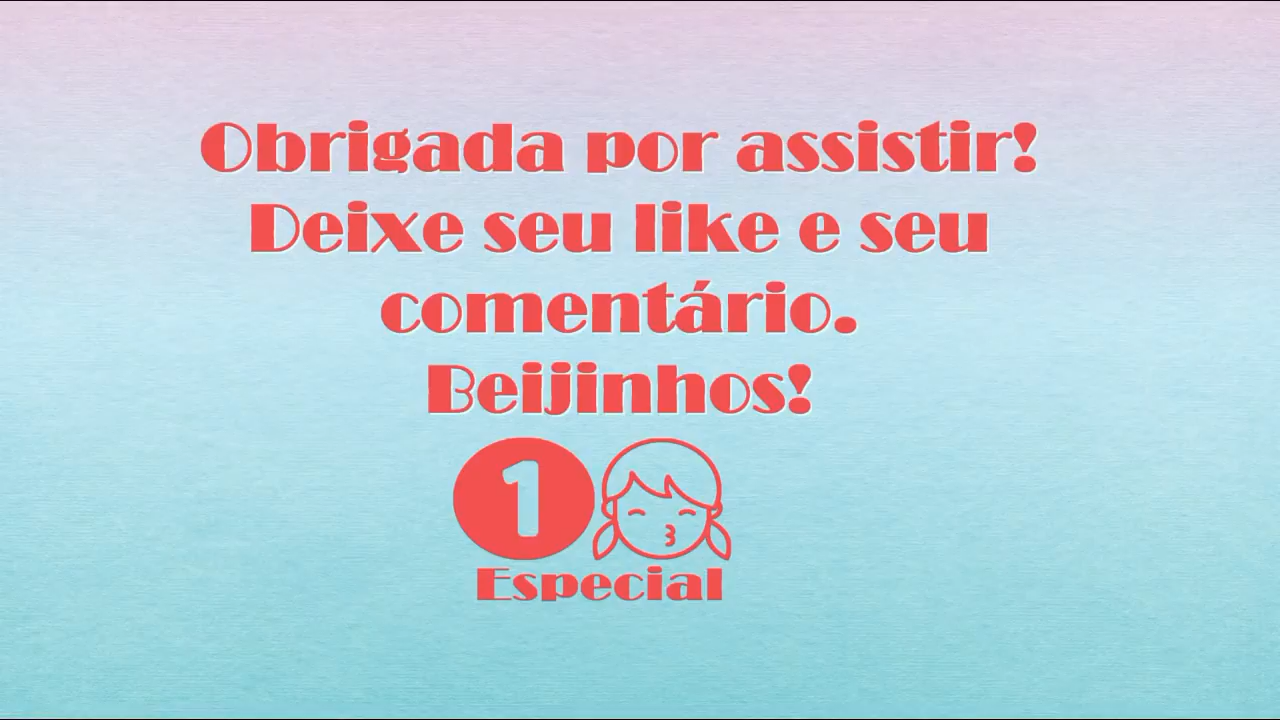 Obrigada por assistir!
Deixe seu like e seu
comentário.
Beijinhos!
1
Especial